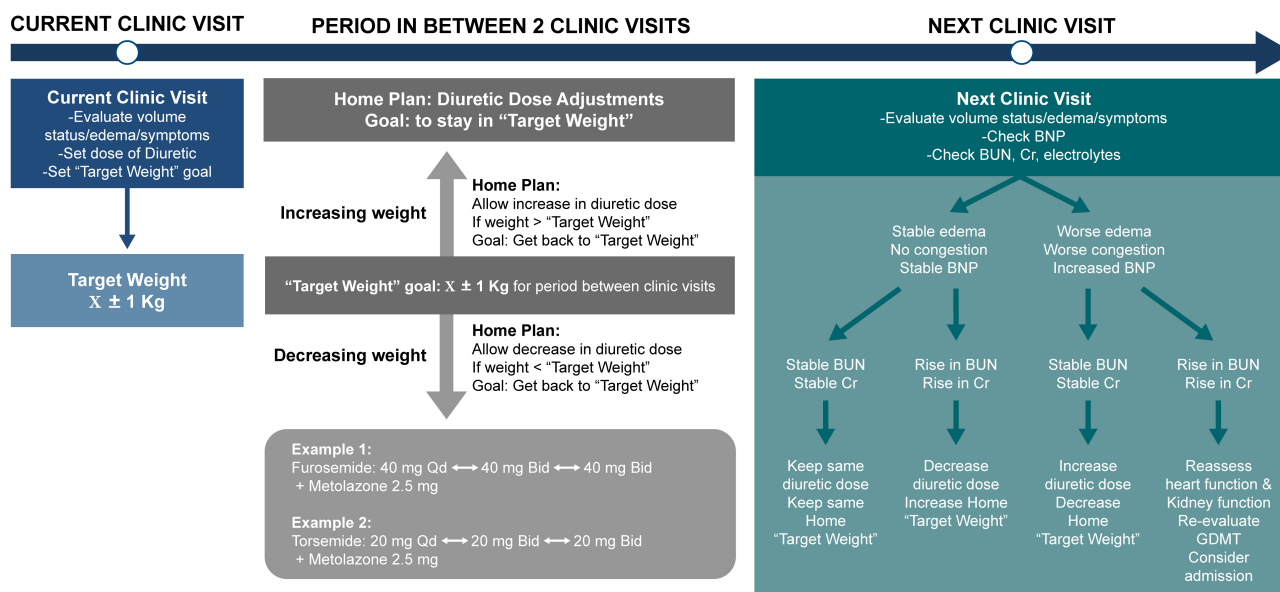 CURRENT CLINIC VISIT
PERIOD IN BETWEEN 2 CLINIC VISITS
NEXT CLINIC VISIT
Current Clinic Visit
-Evaluate volume
status/edema/symptoms
-Set dose of Diuretic
-Set “Target Weight” goal
Target Weight
X ± 1 Kg
Home Plan: Diuretic Dose Adjustments
Goal: to stay in “Target Weight”
Increasing weight
Home Plan:
Allow increase in diuretic dose
If weight > “Target Weight”
Goal: Get back to “Target Weight”
“Target Weight” goal: X ± 1 Kg for period between clinic visits
Decreasing weight
Home Plan:
Allow decrease in diuretic dose
If weight < “Target Weight”
Goal: Get back to “Target Weight”
Example 1:
Furosemide: 40 mg Qd ⟷ 40 mg Bid ⟷ 40 mg Bid
+ Metolazone 2.5 mg
Example 2:
Torsemide: 20 mg Qd ⟷ 20 mg Bid ⟷ 20 mg Bid
+ Metolazone 2.5 mg
Next Clinic Visit
-Evaluate volume status/edema/symptoms
-Check BNP
-Check BUN, Cr, electrolytes
Stable edema
No congestion
Stable BNP
Worse edema
Worse congestion
Increased BNP
Stable BUN
Stable Cr
Rise in BUN
Rise in Cr
Stable BUN
Stable Cr
Rise in BUN
Rise in Cr
Keep same
diuretic dose
Keep same
Home
“Target Weight”
Decrease
diuretic dose
Increase Home
“Target Weight”
Increase
diuretic dose
Decrease
Home
“Target Weight”
Reassess
heart function &
Kidney function
Re-evaluate
GDMT
Consider
admission